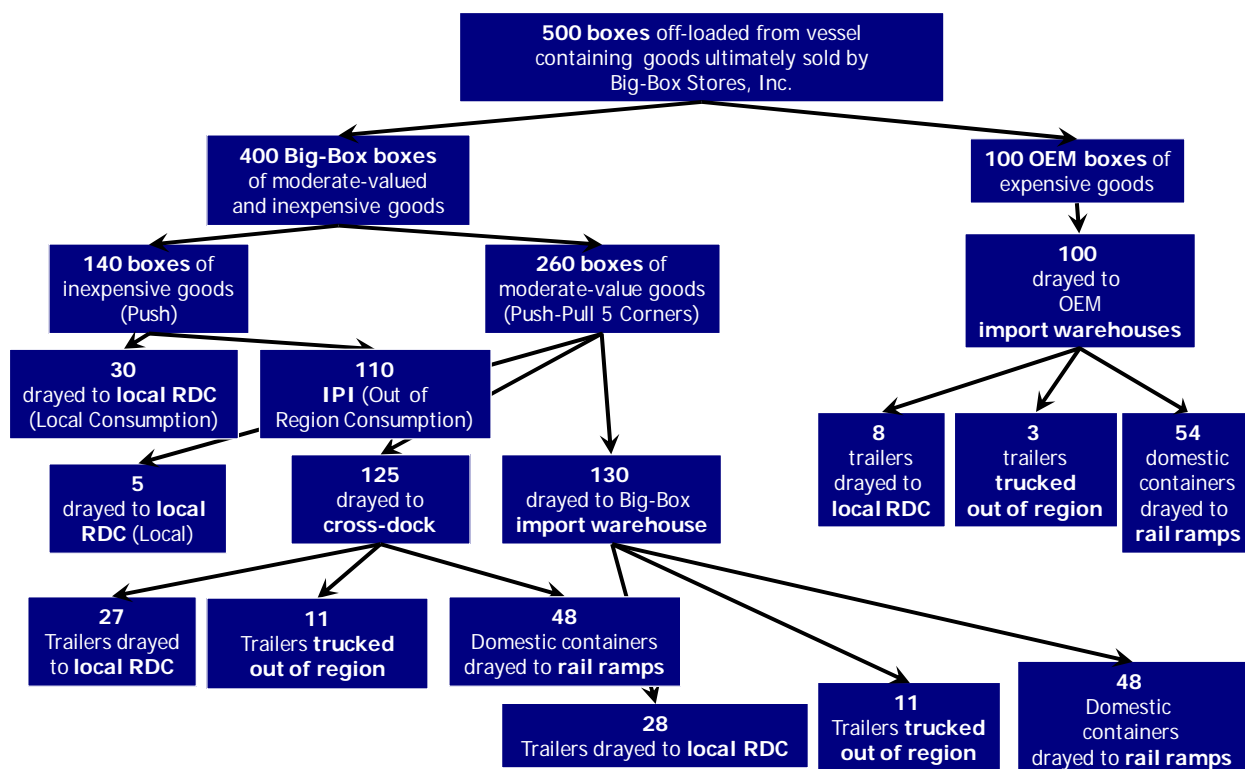 500 boxes off-loaded from vessel
containing goods ultimately sold by
Big-Box Stores, Inc.
400 Big-Box boxes
of moderate-valued
and inexpensive goods
100 OEM boxes of
expensive goods
140 boxes of
inexpensive goods
(Push)
260 boxes of
moderate-value goods
(Push-Pull 5 Corners)
100
drayed to
OEM
import warehouses
30
drayed to local RDC
(Local Consumption)
110
IPI (Out of
Region Consumption)
8
trailers
drayed to
local RDC
3
trailers
trucked
out of region
54
domestic
containers
drayed to
rail ramps
5
drayed to local
RDC (Local)
125
drayed to
cross-dock
130
drayed to Big-Box
import warehouse
27
Trailers drayed
to local RDC
11
Trailers trucked
out of region
48
Domestic containers
drayed to rail ramps
28
Trailers drayed to local RDC
11
Trailers trucked
out of region
48
Domestic
containers
drayed to rail ramps